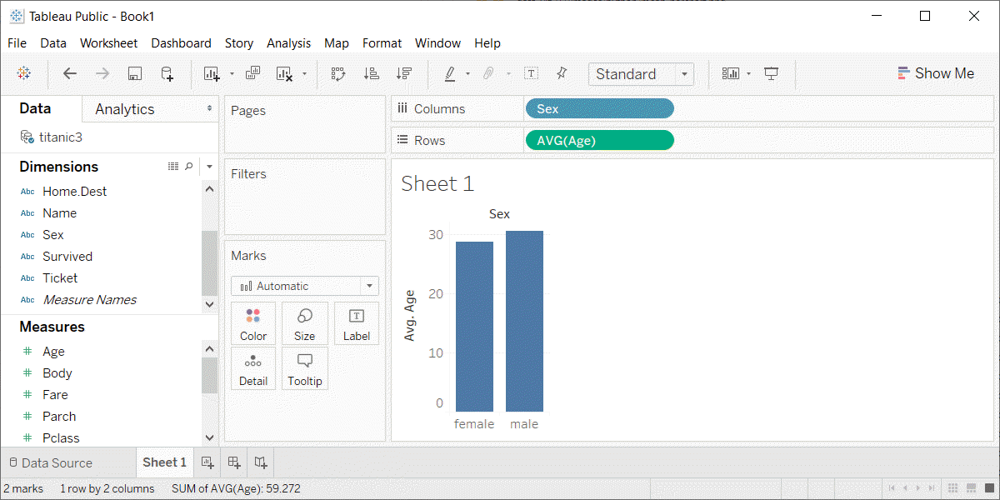 Tableau Public - Book1
File Data Worksheet Dashboard Story Analysis Map Format Window Help
Standard
Show Me
Data
Analytics
titanic3
Dimensions
Abc Home.Dest
Abc Name
Abc Sex
Abc Survived
Abc Ticket
Abc Measure Names
Measures
# Age
# Body
# Fare
# Parch
# Pclass
Pages
Filters
Marks
Automatic
Color Size Label
Detail Tooltip
Columns Sex
Rows AVG(Age)
Sheet 1
Sex
30
20
10
0
Avg. Age
female male
Data Source Sheet 1
2 marks 1 row by 2 columns SUM of AVG(Age): 59.272